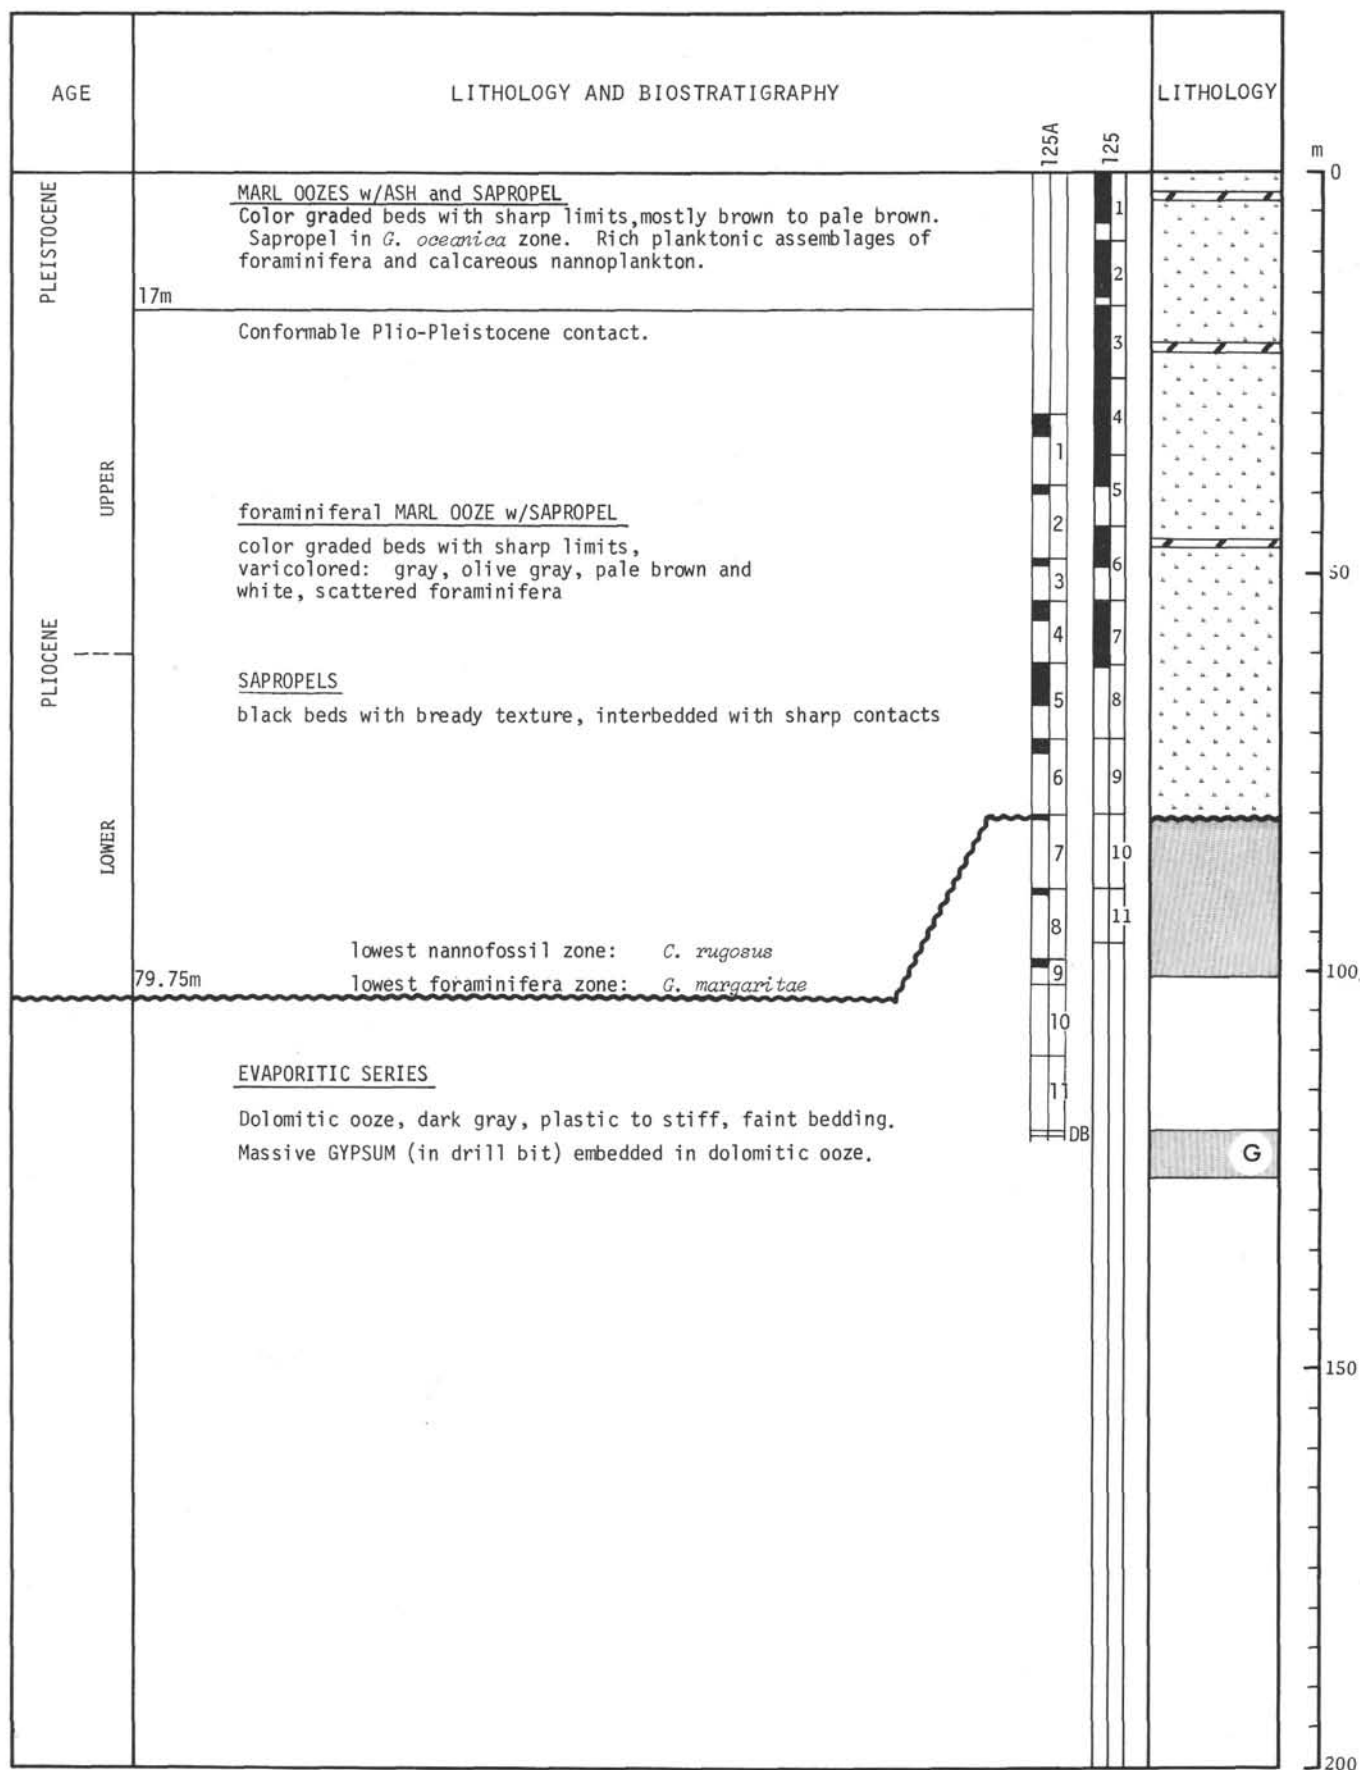 AGE
LITHOLOGY AND BIOSTRATIGRAPHY
LITHOLOGY
125A
125
m
0
PLEISTOCENE
MARL OOZES w/ASH and SAPROPEL
Color graded beds with sharp limits,mostly brown to pale brown.
Sapropel in G. oceanica zone. Rich planktonic assemblages of
foraminifera and calcareous nannoplankton.
17m
Conformable Plio-Pleistocene contact.
UPPER
foraminiferal MARL OOZE w/SAPROPEL
color graded beds with sharp limits,
varicolored: gray, olive gray, pale brown and
white, scattered foraminifera
PLIOCENE
SAPROPELS
black beds with bready texture, interbedded with sharp contacts
LOWER
lowest nannofossil zone: C. rugosus
79.75m
lowest foraminifera zone: G. margaritae
EVAPORITIC SERIES
Dolomitic ooze, dark gray, plastic to stiff, faint bedding.
Massive GYPSUM (in drill bit) embedded in dolomitic ooze.
1
2
3
4
5
6
7
8
9
10
11
DB
1
2
3
4
5
6
7
8
9
10
11
G
50
100
150
200